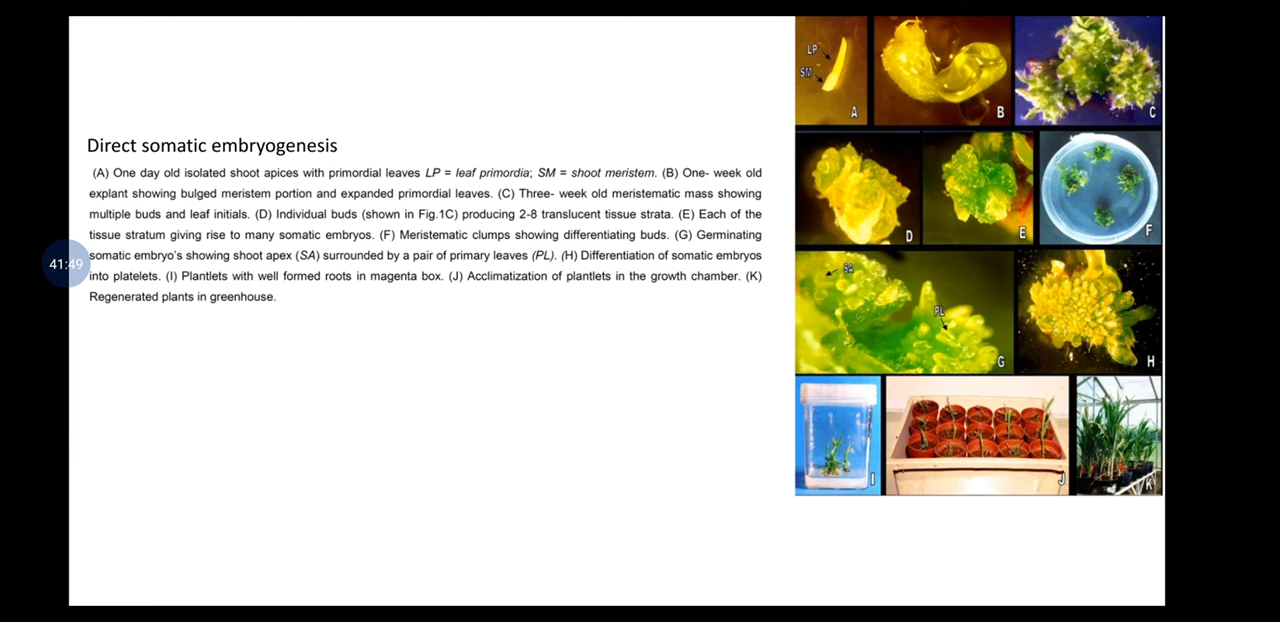 Direct somatic embryogenesis
(A) One day old isolated shoot apices with primordial leaves LP = leaf primordia; SM = shoot meristem. (B) One- week old
explant showing bulged meristem portion and expanded primordial leaves. (C) Three- week old meristematic mass showing
multiple buds and leaf initials. (D) Individual buds (shown in Fig.1C) producing 2-8 translucent tissue strata. (E) Each of the
tissue stratum giving rise to many somatic embryos. (F) Meristematic clumps showing differentiating buds. (G) Germinating
somatic embryo's showing shoot apex (SA) surrounded by a pair of primary leaves (PL). (H) Differentiation of somatic embryos
into platelets. (I) Plantlets with well formed roots in magenta box. (J) Acclimatization of plantlets in the growth chamber. (K)
Regenerated plants in greenhouse.
41:49
LP
SM
A
B
C
D
E
F
SA
PL
G
H
I
J
K